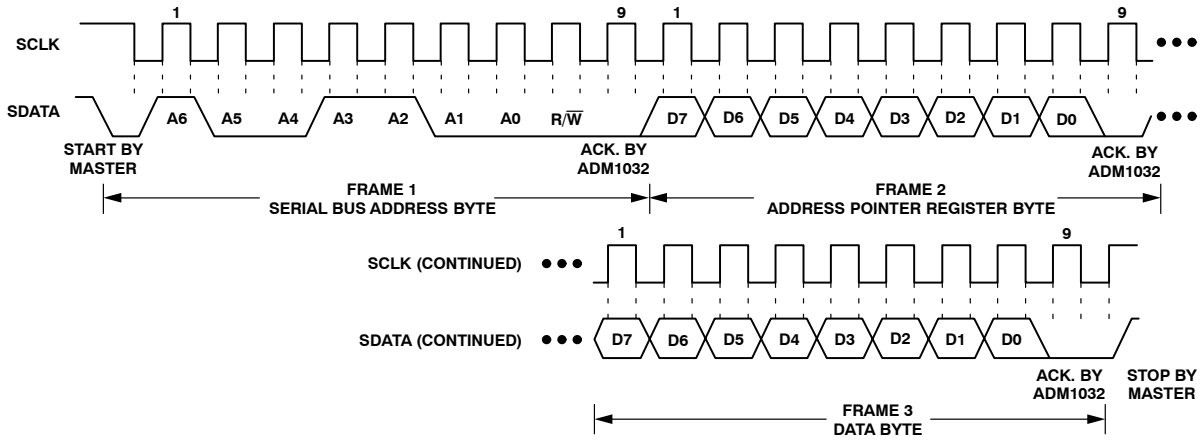 1 9 1 9
SCLK
SDATA A6 A5 A4 A3 A2 A1 A0 R/W̅ D7 D6 D5 D4 D3 D2 D1 D0
START BY
MASTER
ACK. BY
ADM1032
ACK. BY
ADM1032
FRAME 1
SERIAL BUS ADDRESS BYTE
FRAME 2
ADDRESS POINTER REGISTER BYTE
1 9
SCLK (CONTINUED)
SDATA (CONTINUED) D7 D6 D5 D4 D3 D2 D1 D0
ACK. BY
ADM1032
STOP BY
MASTER
FRAME 3
DATA BYTE